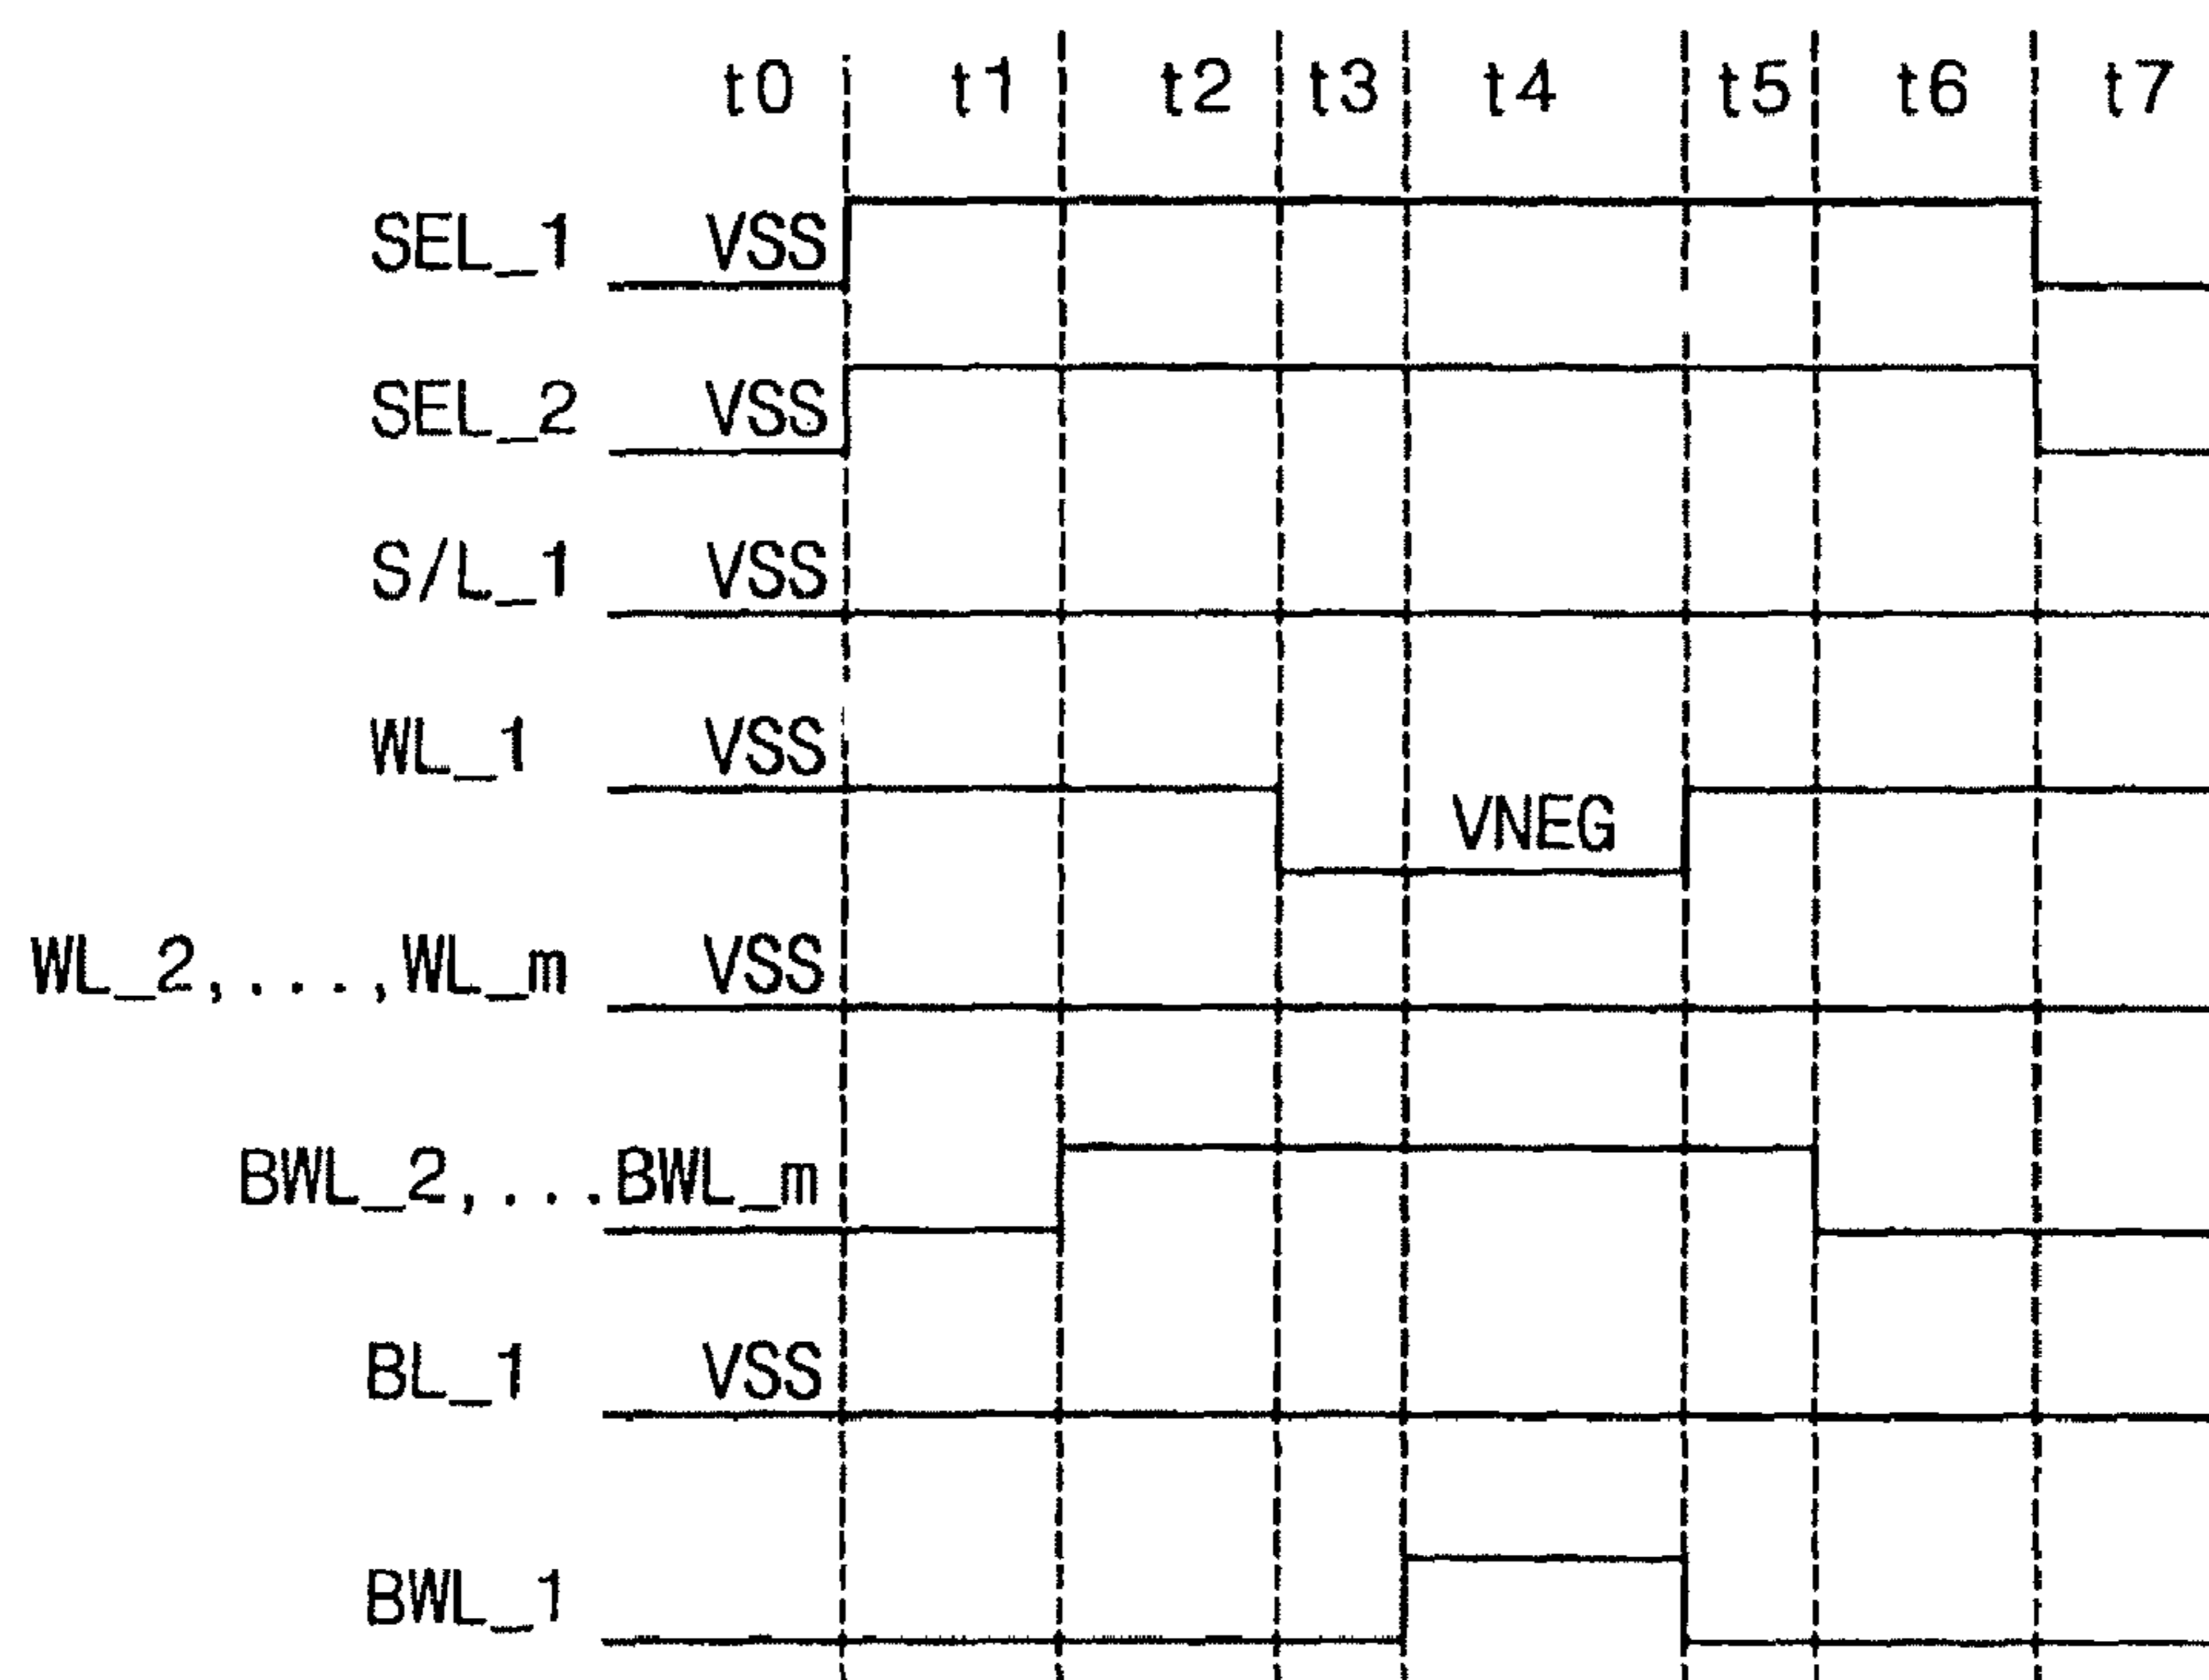 t0 t1 t2 t3 t4 t5 t6 t7
SEL_1 VSS
SEL_2 VSS
S/L_1 VSS
WL_1 VSS
VNEG
WL_2,...,WL_m VSS
BWL_2,...BWL_m
BL_1 VSS
BWL_1